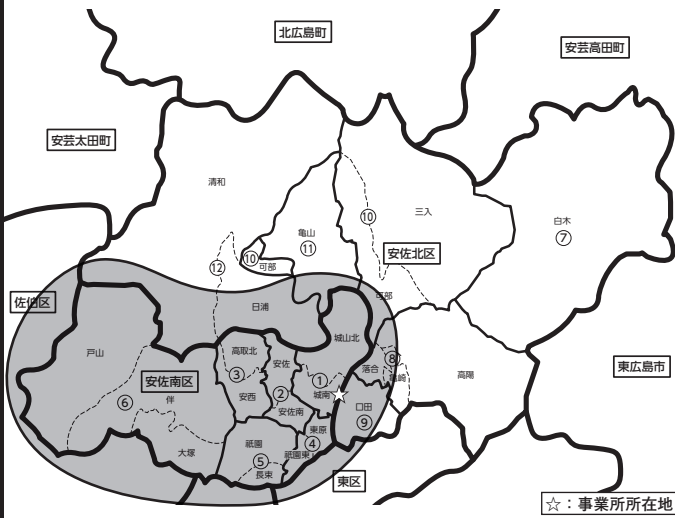 北広島町
安芸高田町
安芸太田町
清和
三入
⑩
白木
⑦
亀山
⑪
⑩
可部
安佐北区
⑫
佐伯区
日浦
可部
城山北
戸山
高取北
③
安佐
②
①
城南
落合
⑧
亀崎
高陽
東広島市
安佐南区
伴
⑥
安西
安佐南
口田
⑨
東原
④
大塚
祇園
⑤
長束
祇園東
東区
☆：事業所所在地